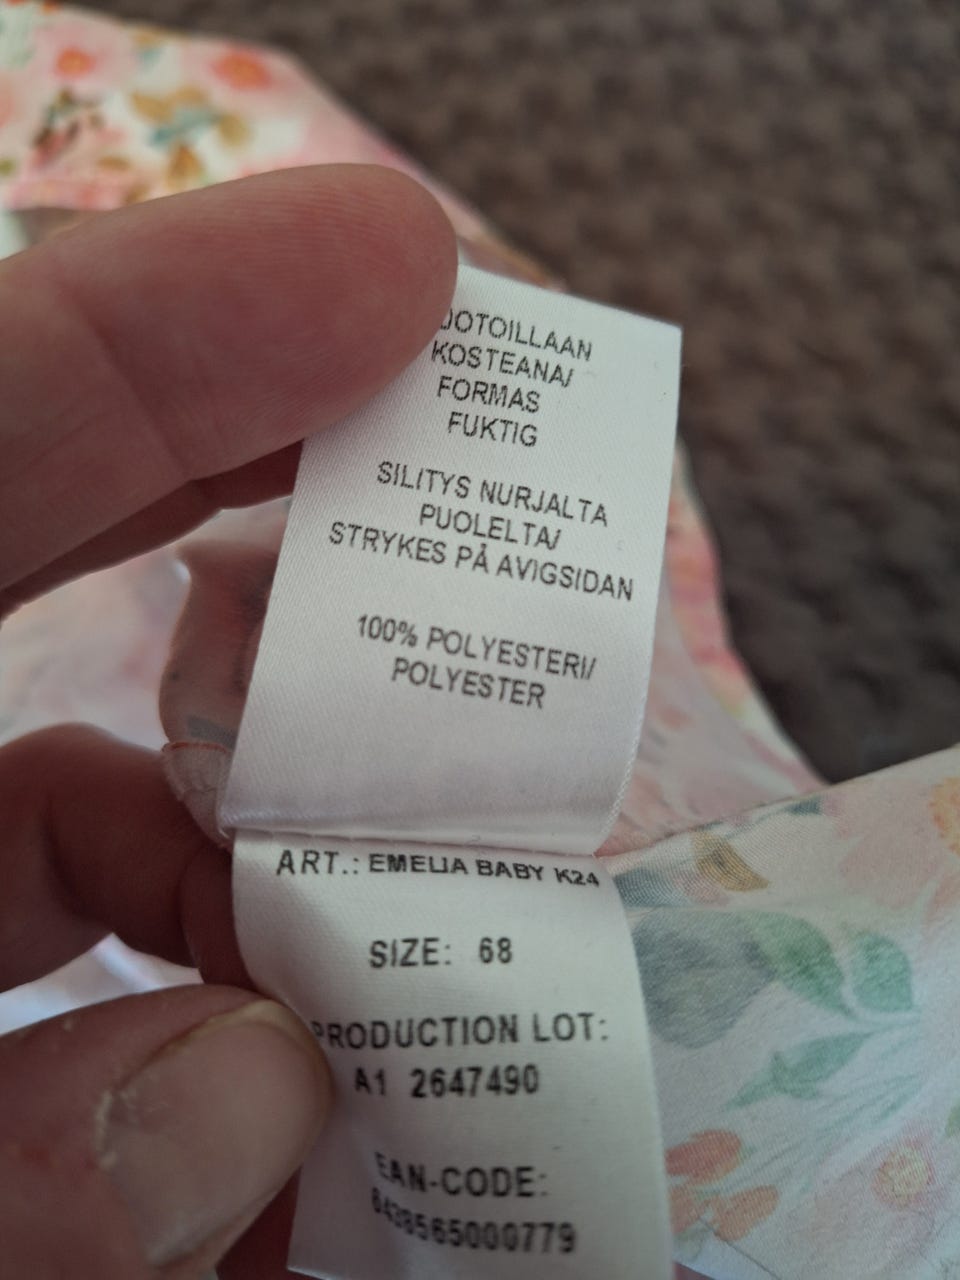 KOSTEANA/
FORMAS
FUKTIG
SILITYS NURJALTA
PUOLELTA/
STRYKES PÅ AVIGSIDAN
100% POLYESTERI/
POLYESTER
ART.: EMELIA BABY K24
SIZE: 68
PRODUCTION LOT:
A1 2647490
EAN-CODE: